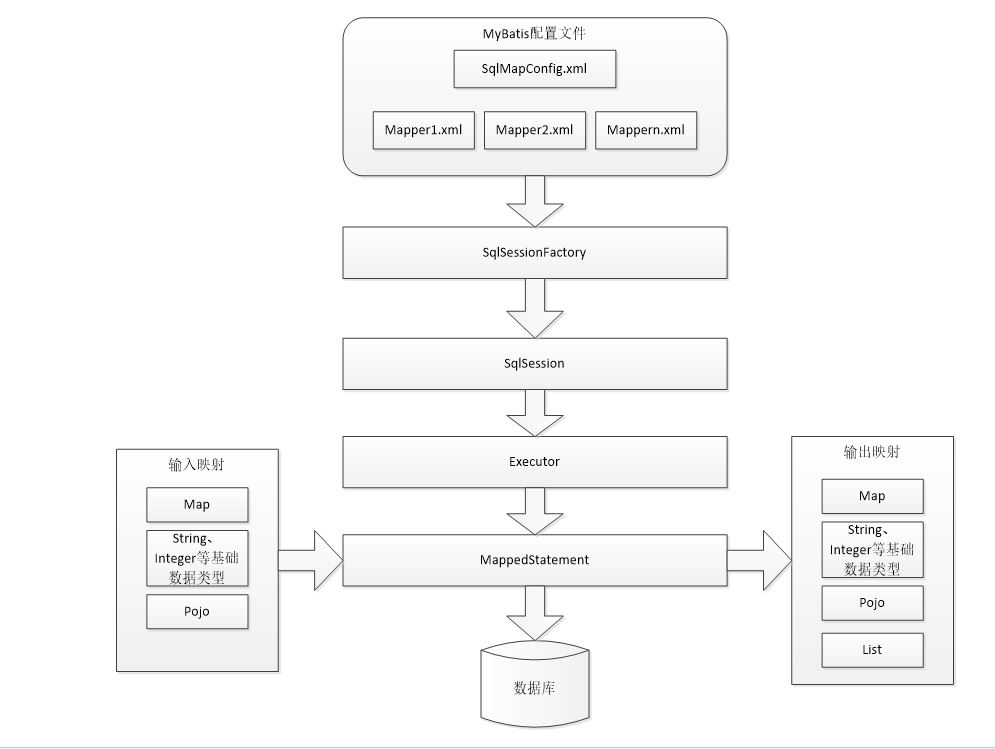 MyBatis配置文件
SqlMapConfig.xml
Mapper1.xml
Mapper2.xml
Mappern.xml
SqlSessionFactory
SqlSession
Executor
输入映射
Map
String、
Integer等基础
数据类型
Pojo
MappedStatement
输出映射
Map
String、
Integer等基础
数据类型
Pojo
List
数据库